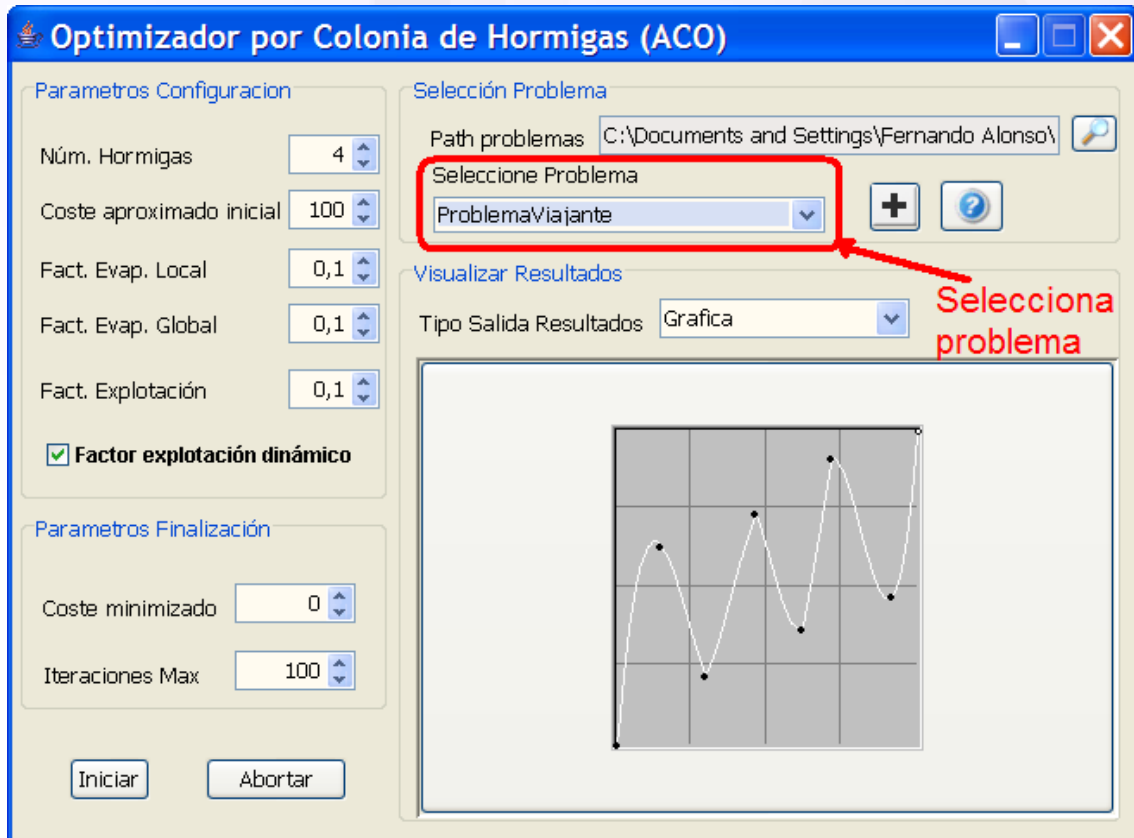 Optimizador por Colonia de Hormigas (ACO)
Parametros Configuracion
Núm. Hormigas 4
Coste aproximado inicial 100
Fact. Evap. Local 0,1
Fact. Evap. Global 0,1
Fact. Explotación 0,1
Factor explotación dinámico
Parametros Finalización
Coste minimizado 0
Iteraciones Max 100
Iniciar Abortar
Selección Problema
Path problemas C:\Documents and Settings\Fernando Alonso\
Seleccione Problema
ProblemaViajante
Selecciona
problema
Visualizar Resultados
Tipo Salida Resultados Grafica